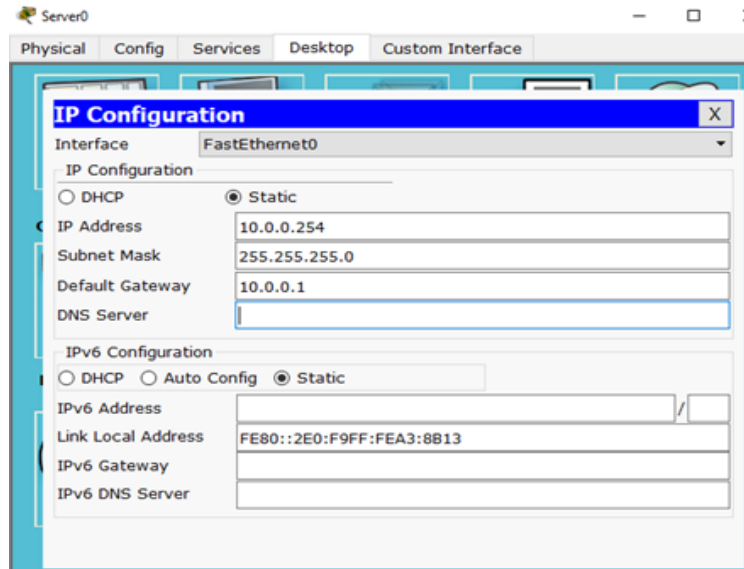 Server0
Physical Config Services Desktop Custom Interface
IP Configuration X
Interface FastEthernet0
IP Configuration
DHCP Static
IP Address 10.0.0.254
Subnet Mask 255.255.255.0
Default Gateway 10.0.0.1
DNS Server
IPv6 Configuration
DHCP Auto Config Static
IPv6 Address /
Link Local Address FE80::2E0:F9FF:FEA3:8B13
IPv6 Gateway
IPv6 DNS Server